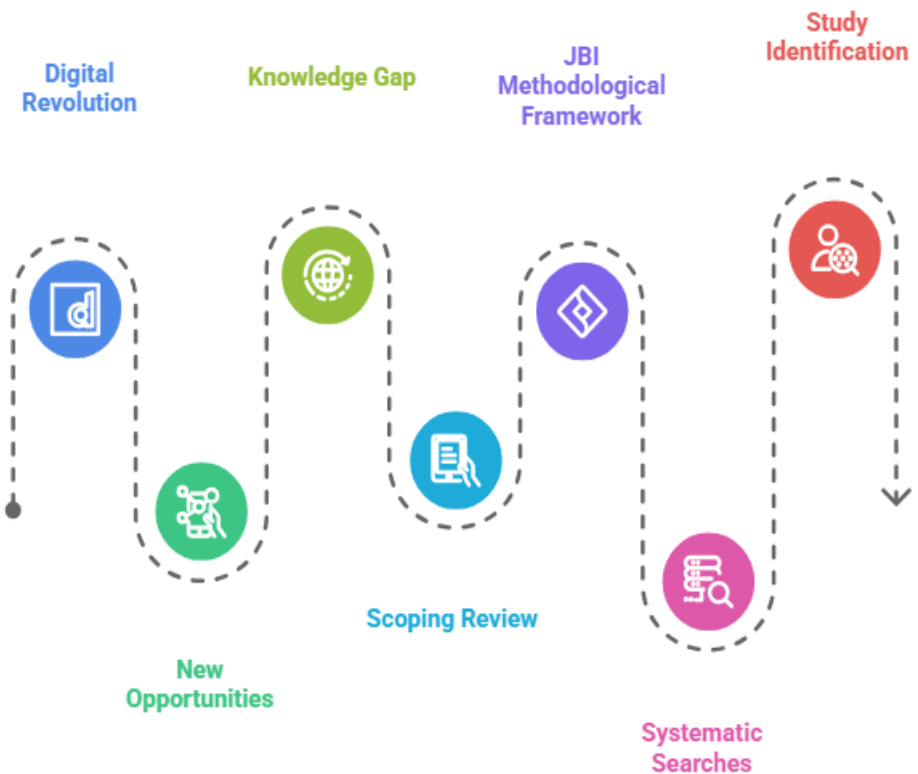 Digital
Revolution
New
Opportunities
Knowledge Gap
Scoping Review
JBI
Methodological
Framework
Systematic
Searches
Study
Identification